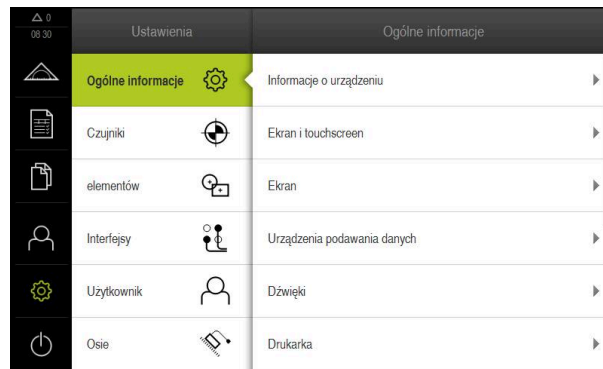 △ 0
08:30
Ustawienia
Ogólne informacje
Ogólne informacje
Informacje o urządzeniu
Czujniki
Ekran i touchscreen
elementów
Ekran
Interfejsy
Urządzenia podawania danych
Użytkownik
Dźwięki
Osie
Drukarka